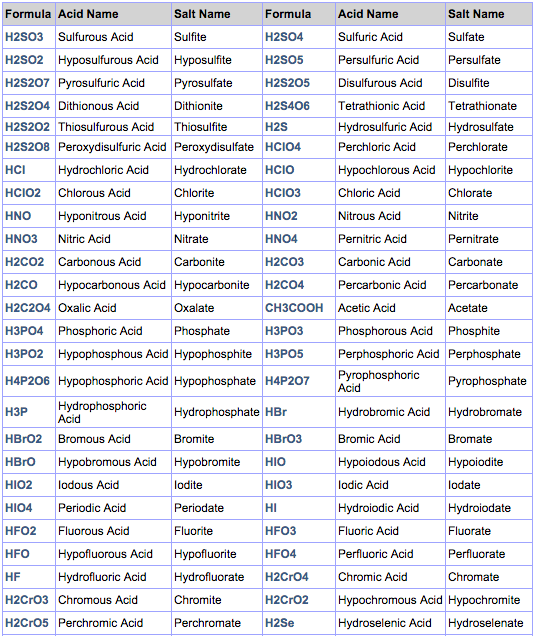 Formula Acid Name Salt Name Formula Acid Name Salt Name
H2SO3 Sulfurous Acid Sulfite H2SO4 Sulfuric Acid Sulfate
H2SO2 Hyposulfurous Acid Hyposulfite H2SO5 Persulfuric Acid Persulfate
H2S2O7 Pyrosulfuric Acid Pyrosulfate H2S2O5 Disulfurous Acid Disulfite
H2S2O4 Dithionous Acid Dithionite H2S4O6 Tetrathionic Acid Tetrathionate
H2S2O2 Thiosulfurous Acid Thiosulfite H2S Hydrosulfuric Acid Hydrosulfate
H2S2O8 Peroxydisulfuric Acid Peroxydisulfate HClO4 Perchloric Acid Perchlorate
HCl Hydrochloric Acid Hydrochlorate HClO Hypochlorous Acid Hypochlorite
HClO2 Chlorous Acid Chlorite HClO3 Chloric Acid Chlorate
HNO Hyponitrous Acid Hyponitrite HNO2 Nitrous Acid Nitrite
HNO3 Nitric Acid Nitrate HNO4 Pernitric Acid Pernitrate
H2CO2 Carbonous Acid Carbonite H2CO3 Carbonic Acid Carbonate
H2CO Hypocarbonous Acid Hypocarbonite H2CO4 Percarbonic Acid Percarbonate
H2C2O4 Oxalic Acid Oxalate CH3COOH Acetic Acid Acetate
H3PO4 Phosphoric Acid Phosphate H3PO3 Phosphorous Acid Phosphite
H3PO2 Hypophosphous Acid Hypophosphite H3PO5 Perphosphoric Acid Perphosphate
H4P2O6 Hypophosphoric Acid Hypophosphate H4P2O7 Pyrophosphoric Acid Pyrophosphate
H3P Hydrophosphoric Acid Hydrophosphate HBr Hydrobromic Acid Hydrobromate
HBrO2 Bromous Acid Bromite HBrO3 Bromic Acid Bromate
HBrO Hypobromous Acid Hypobromite HIO Hypoiodous Acid Hypoiodite
HIO2 Iodous Acid Iodite HIO3 Iodic Acid Iodate
HIO4 Periodic Acid Periodate HI Hydroiodic Acid Hydroiodate
HFO2 Fluorous Acid Fluorite HFO3 Fluoric Acid Fluorate
HFO Hypofluorous Acid Hypofluorite HFO4 Perfluoric Acid Perfluorate
HF Hydrofluoric Acid Hydrofluorate H2CrO4 Chromic Acid Chromate
H2CrO3 Chromous Acid Chromite H2CrO2 Hypochromous Acid Hypochromite
H2CrO5 Perchromic Acid Perchromate H2Se Hydroselenic Acid Hydroselenate